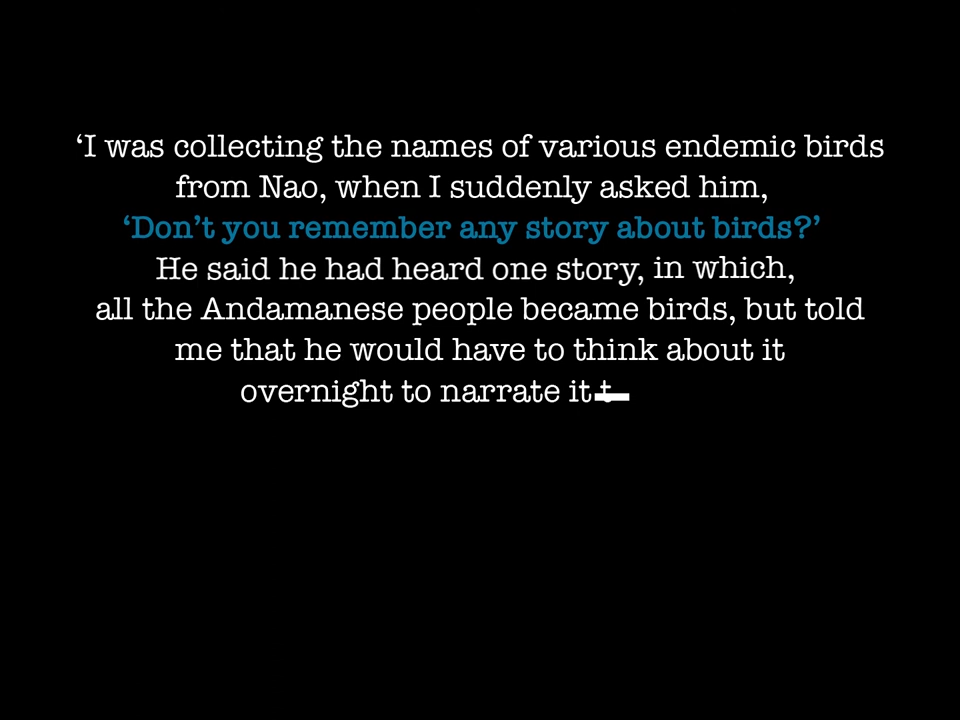 ‘I was collecting the names of various endemic birds
from Nao, when I suddenly asked him,
‘Don’t you remember any story about birds?’
He said he had heard one story, in which,
all the Andamanese people became birds, but told
me that he would have to think about it
overnight to narrate it t